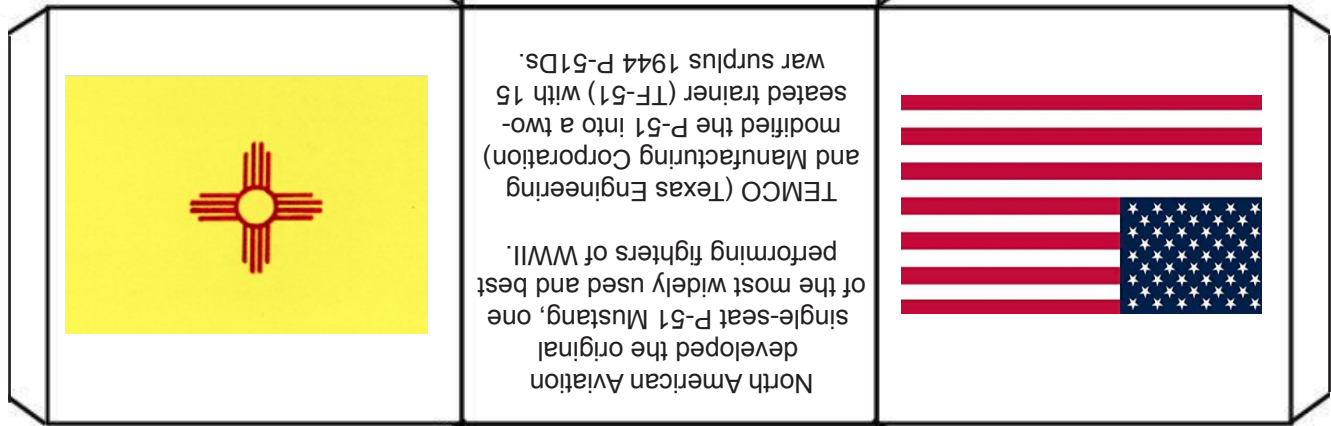 North American Aviation
developed the original
single-seat P-51 Mustang, one
of the most widely used and best
performing fighters of WWII.
TEMCO (Texas Engineering
and Manufacturing Corporation)
modified the P-51 into a two-
seated trainer (TF-51) with 15
war surplus 1944 P-51Ds.